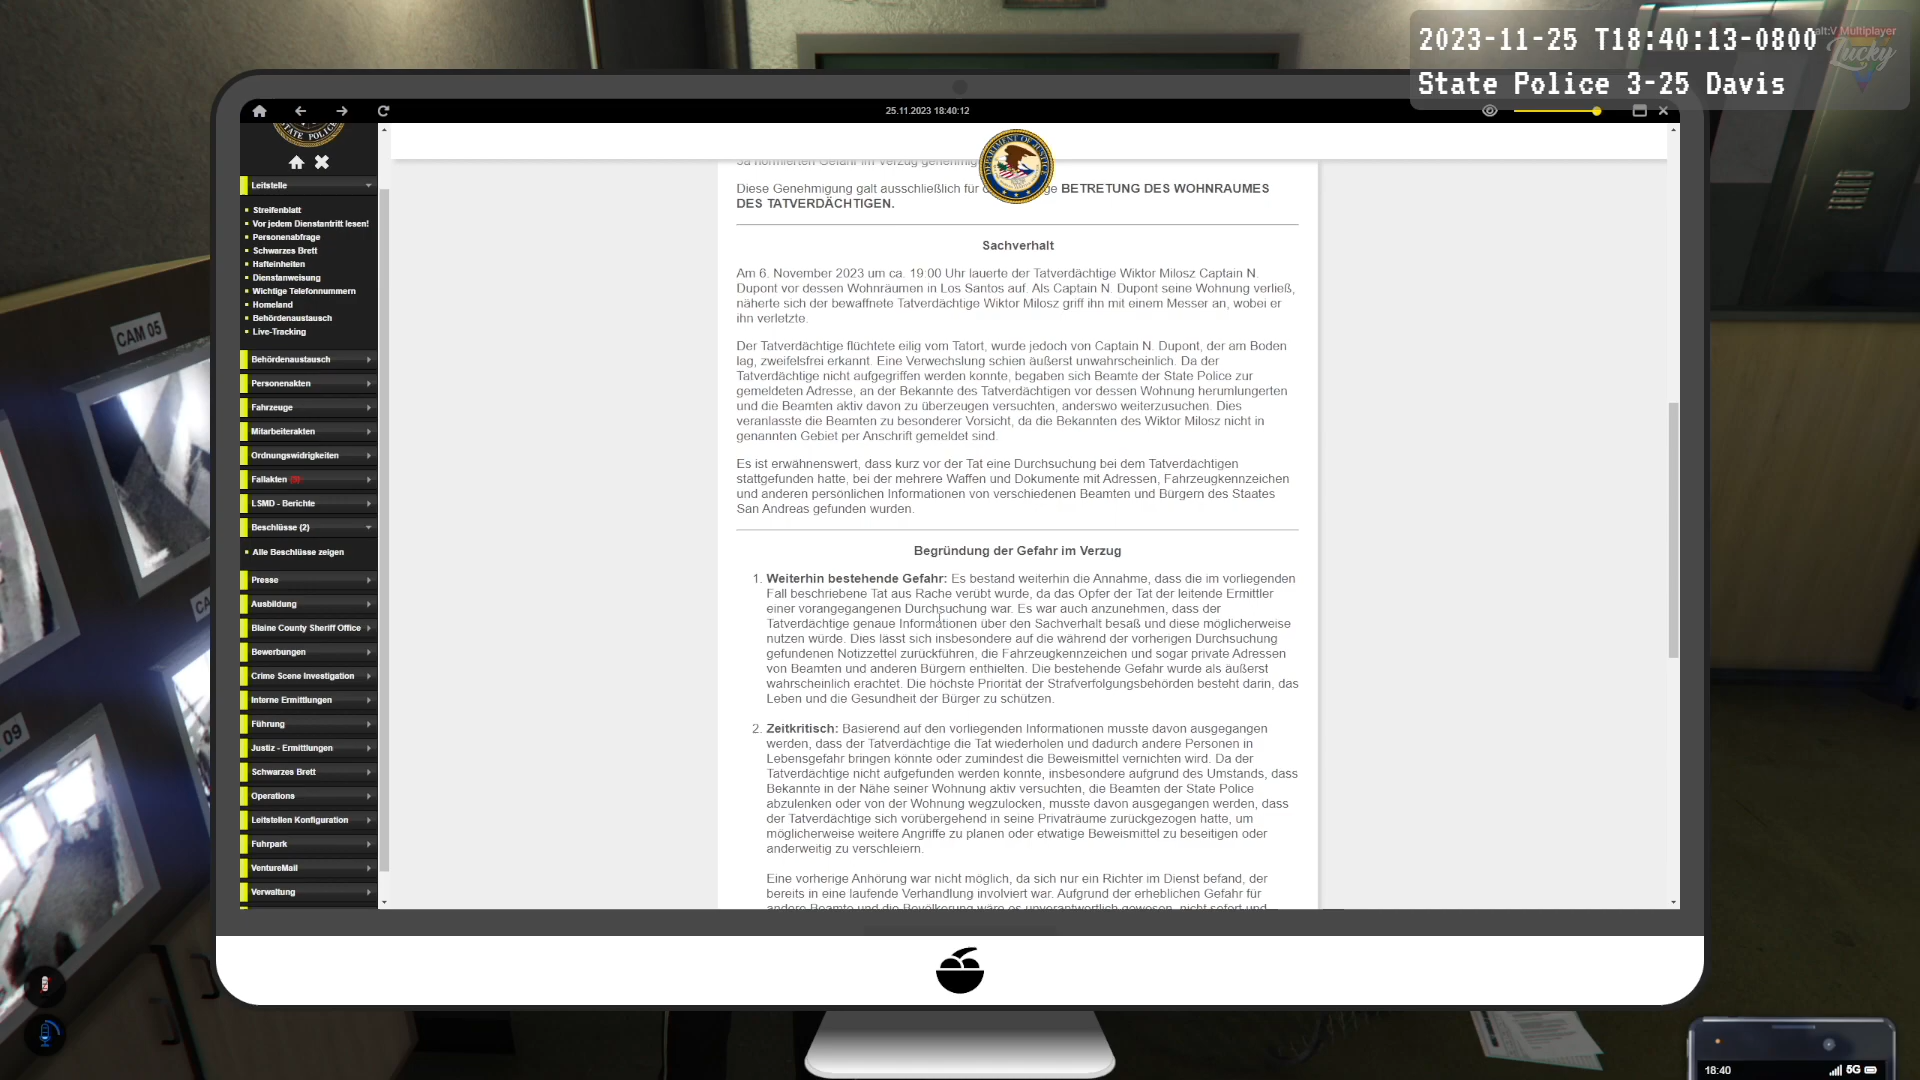 2023-11-25 T18:40:13-0800
alt:V Multiplayer
Lucky
State Police 3-25 Davis
25.11.2023 18:40:12
STATE POLICE
Leitstelle
Streifenblatt
Vor jedem Dienstantritt lesen!
Personenabfrage
Schwarzes Brett
Hafteinheiten
Dienstanweisung
Wichtige Telefonnummern
Homeland
Behördenaustausch
Live-Tracking
Behördenaustausch
Personenakten
Fahrzeuge
Mitarbeiterakten
Ordnungswidrigkeiten
Fallakten
LSMD - Berichte
Beschlüsse (2)
Alle Beschlüsse zeigen
Presse
Ausbildung
Blaine County Sheriff Office
Bewerbungen
Crime Scene Investigation
Interne Ermittlungen
Führung
Justiz - Ermittlungen
Schwarzes Brett
Operations
Leitstellen Konfiguration
Fuhrpark
VentureMail
Verwaltung
DEPARTMENT OF JUSTICE
Diese Genehmigung galt ausschließlich für BETRETUNG DES WOHNRAUMES
DES TATVERDÄCHTIGEN.
Sachverhalt
Am 6. November 2023 um ca. 19:00 Uhr lauerte der Tatverdächtige Wiktor Milosz Captain N.
Dupont vor dessen Wohnräumen in Los Santos auf. Als Captain N. Dupont seine Wohnung verließ,
näherte sich der bewaffnete Tatverdächtige Wiktor Milosz griff ihn mit einem Messer an, wobei er
ihn verletzte.
Der Tatverdächtige flüchtete eilig vom Tatort, wurde jedoch von Captain N. Dupont, der am Boden
lag, zweifelsfrei erkannt. Eine Verwechslung schien äußerst unwahrscheinlich. Da der
Tatverdächtige nicht aufgegriffen werden konnte, begaben sich Beamte der State Police zur
gemeldeten Adresse, an der Bekannte des Tatverdächtigen vor dessen Wohnung herumlungerten
und die Beamten aktiv davon zu überzeugen versuchten, anderswo weiterzusuchen. Dies
veranlasste die Beamten zu besonderer Vorsicht, da die Bekannten des Wiktor Milosz nicht in
genannten Gebiet per Anschrift gemeldet sind.
Es ist erwähnenswert, dass kurz vor der Tat eine Durchsuchung bei dem Tatverdächtigen
stattgefunden hatte, bei der mehrere Waffen und Dokumente mit Adressen, Fahrzeugkennzeichen
und anderen persönlichen Informationen von verschiedenen Beamten und Bürgern des Staates
San Andreas gefunden wurden.
Begründung der Gefahr im Verzug
1. Weiterhin bestehende Gefahr: Es bestand weiterhin die Annahme, dass die im vorliegenden
Fall beschriebene Tat aus Rache verübt wurde, da das Opfer der Tat der leitende Ermittler
einer vorangegangenen Durchsuchung war. Es war auch anzunehmen, dass der
Tatverdächtige genaue Informationen über den Sachverhalt besaß und diese möglicherweise
nutzen würde. Dies lässt sich insbesondere auf die während der vorherigen Durchsuchung
gefundenen Notizzettel zurückführen, die Fahrzeugkennzeichen und sogar private Adressen
von Beamten und anderen Bürgern enthielten. Die bestehende Gefahr wurde als äußerst
wahrscheinlich erachtet. Die höchste Priorität der Strafverfolgungsbehörden besteht darin, das
Leben und die Gesundheit der Bürger zu schützen.
2. Zeitkritisch: Basierend auf den vorliegenden Informationen musste davon ausgegangen
werden, dass der Tatverdächtige die Tat wiederholen und dadurch andere Personen in
Lebensgefahr bringen könnte oder zumindest die Beweismittel vernichten wird. Da der
Tatverdächtige nicht aufgefunden werden konnte, insbesondere aufgrund des Umstands, dass
Bekannte in der Nähe seiner Wohnung aktiv versuchten, die Beamten der State Police
abzulenken oder von der Wohnung wegzulocken, musste davon ausgegangen werden, dass
der Tatverdächtige sich vorübergehend in seine Privaträume zurückgezogen hatte, um
möglicherweise weitere Angriffe zu planen oder etwatige Beweismittel zu beseitigen oder
anderweitig zu verschleiern.
Eine vorherige Anhörung war nicht möglich, da sich nur ein Richter im Dienst befand, der
bereits in eine laufende Verhandlung involviert war. Aufgrund der erheblichen Gefahr für
andere Beamte und die Bevölkerung wäre es unverantwortlich gewesen, nicht sofort und
CAM 05
09
18:40
5G